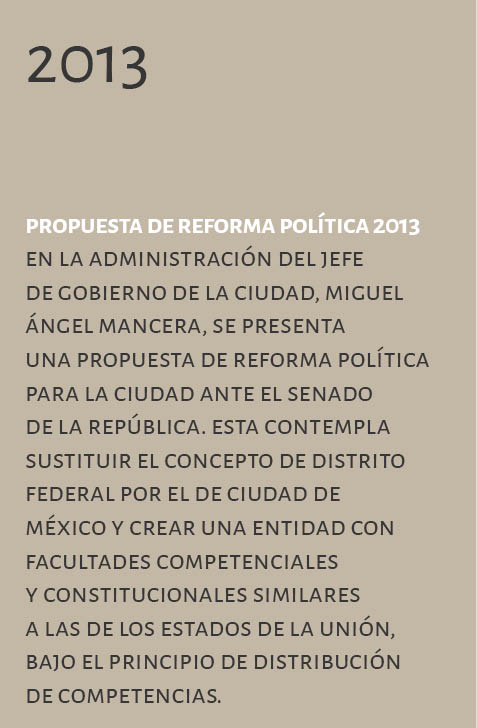 2013
PROPUESTA DE REFORMA POLÍTICA 2013
EN LA ADMINISTRACIÓN DEL JEFE
DE GOBIERNO DE LA CIUDAD, MIGUEL
ÁNGEL MANCERA, SE PRESENTA
UNA PROPUESTA DE REFORMA POLÍTICA
PARA LA CIUDAD ANTE EL SENADO
DE LA REPÚBLICA. ESTA CONTEMPLA
SUSTITUIR EL CONCEPTO DE DISTRITO
FEDERAL POR EL DE CIUDAD DE
MÉXICO Y CREAR UNA ENTIDAD CON
FACULTADES COMPETENCIALES
Y CONSTITUCIONALES SIMILARES
A LAS DE LOS ESTADOS DE LA UNIÓN,
BAJO EL PRINCIPIO DE DISTRIBUCIÓN
DE COMPETENCIAS.